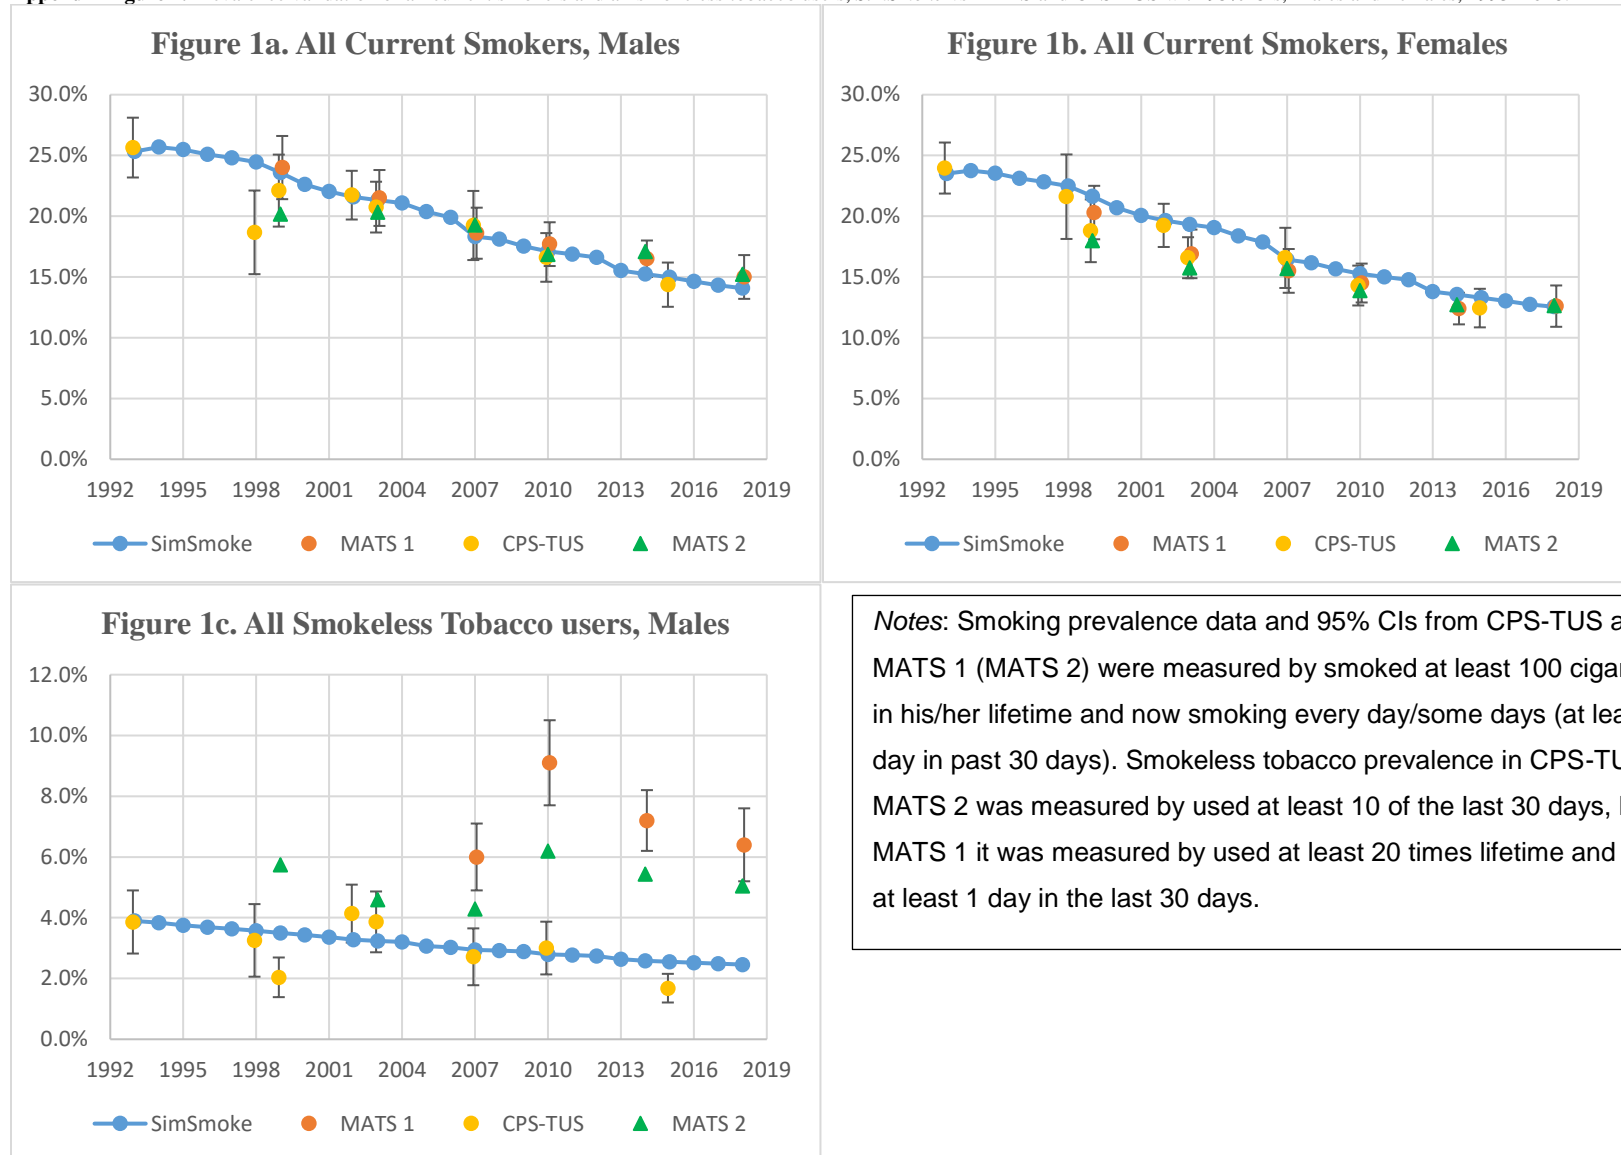 Figure 1a. All Current Smokers, Males
30.0%
25.0%
20.0%
15.0%
10.0%
5.0%
0.0%
1992 1995 1998 2001 2004 2007 2010 2013 2016 2019
SimSmoke MATS 1 CPS-TUS MATS 2
Figure 1b. All Current Smokers, Females
30.0%
25.0%
20.0%
15.0%
10.0%
5.0%
0.0%
1992 1995 1998 2001 2004 2007 2010 2013 2016 2019
SimSmoke MATS 1 CPS-TUS MATS 2
Figure 1c. All Smokeless Tobacco users, Males
12.0%
10.0%
8.0%
6.0%
4.0%
2.0%
0.0%
1992 1995 1998 2001 2004 2007 2010 2013 2016 2019
SimSmoke MATS 1 CPS-TUS MATS 2
Notes: Smoking prevalence data and 95% CIs from CPS-TUS
MATS 1 (MATS 2) were measured by smoked at least 100
in his/her lifetime and now smoking every day/some days (at
day in past 30 days). Smokeless tobacco prevalence in
MATS 2 was measured by used at least 10 of the last 30 days,
MATS 1 it was measured by used at least 20 times lifetime and
at least 1 day in the last 30 days.